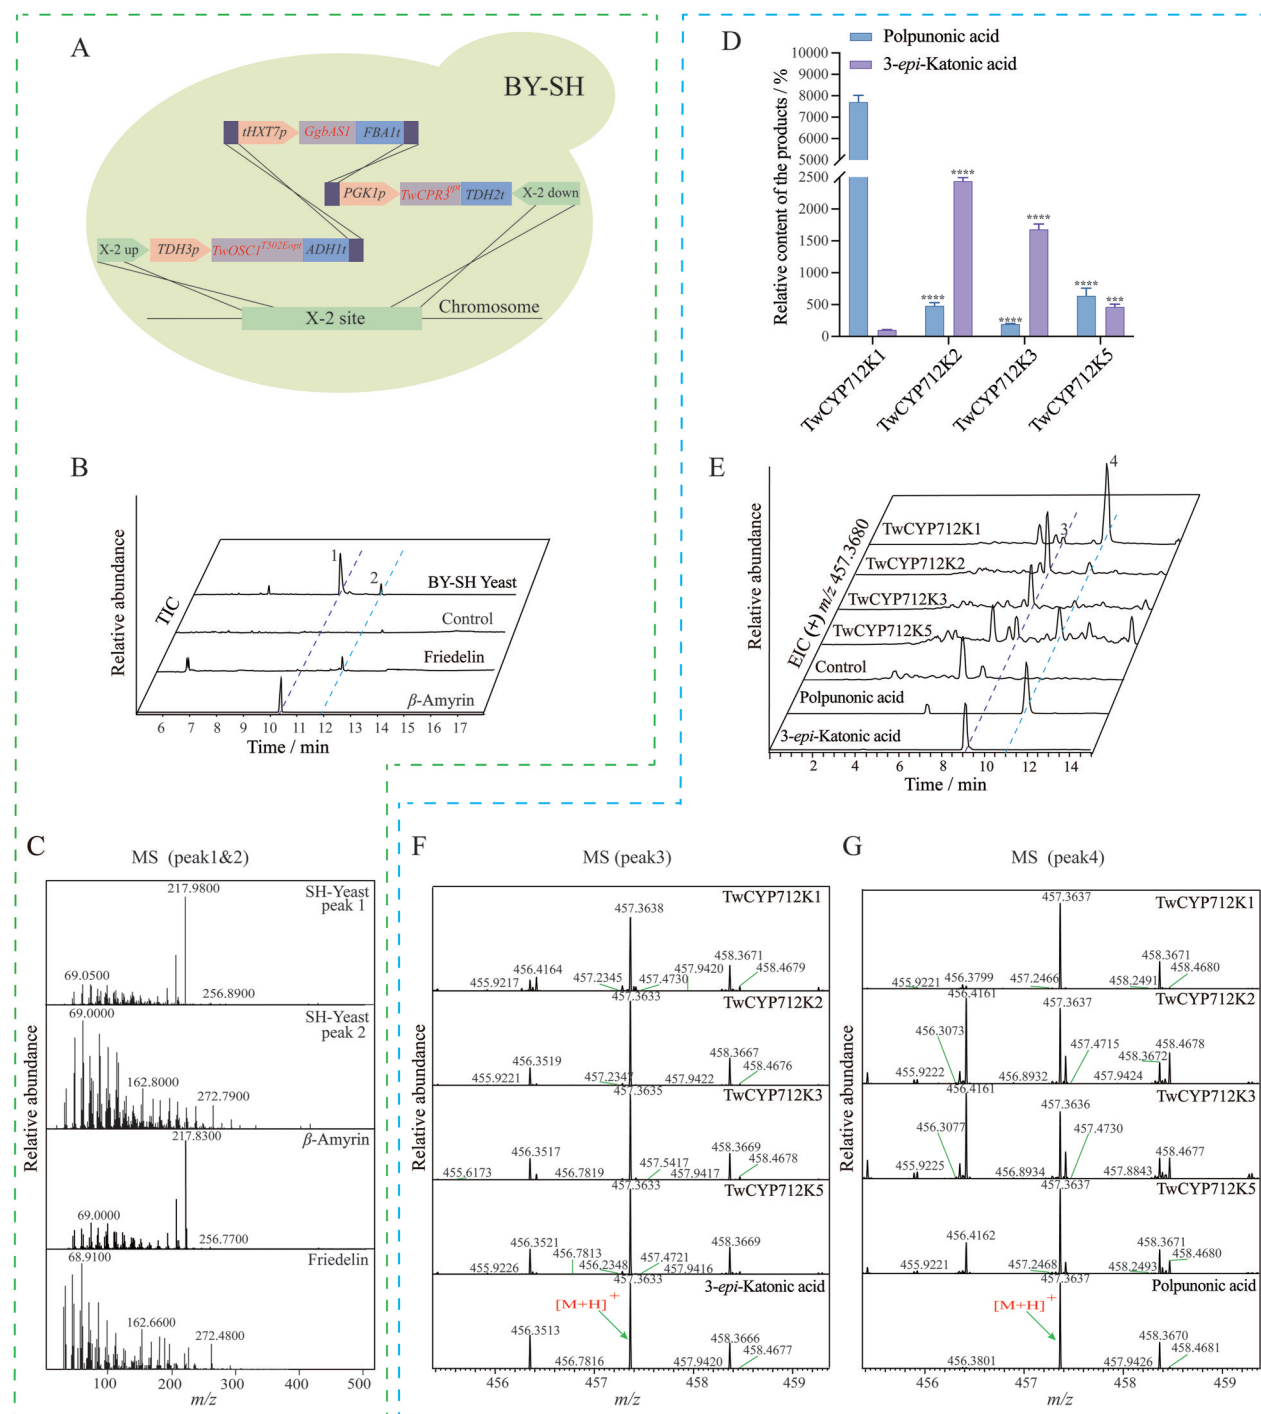 A
BY-SH
tHXT7p GgbAS1 FBA1t
PGK1p TwCPR3opt TDH2t X-2 down
X-2 up TDH3p TwOSC1T502Eopt ADH1t
Chromosome
X-2 site
B
Relative abundance
TIC
1
2
BY-SH Yeast
Control
Friedelin
β-Amyrin
6 7 8 9 10 11 12 13 14 15 16 17
Time / min
C
MS (peak1&2)
Relative abundance
217.9800
SH-Yeast
peak 1
69.0500
256.8900
69.0000
SH-Yeast
peak 2
162.8000
272.7900
217.8300
β-Amyrin
69.0000
256.7700
68.9100
Friedelin
162.6600
272.4800
100 200 300 400 500
m/z
D
Polpunonic acid
3-epi-Katonic acid
Relative content of the products / %
10000
9000
8000
7000
6000
5000
2500
2000
1500
1000
500
0
**** ****
**** ****
**** ***
TwCYP712K1
TwCYP712K2
TwCYP712K3
TwCYP712K5
E
Relative abundance
EIC (+) m/z 457.3680
4
3
TwCYP712K1
TwCYP712K2
TwCYP712K3
TwCYP712K5
Control
Polpunonic acid
3-epi-Katonic acid
0 2 4 6 8 10 12 14
Time / min
F
MS (peak3)
Relative abundance
TwCYP712K1
457.3638
456.4164
458.3671
455.9217
457.2345
457.4730
457.9420
458.4679
457.3633
TwCYP712K2
456.3519
458.3667
455.9221
457.2347
457.9422
458.4676
457.3635
TwCYP712K3
456.3517
458.3669
455.6173
456.7819
457.5417
457.9417
458.4678
457.3633
TwCYP712K5
456.3521
458.3669
455.9226
456.7813
456.2348
457.4721
457.9416
457.3633
3-epi-Katonic acid
[M+H]+
456.3513
458.3666
456.7816
457.9420
458.4677
456 457 458 459
m/z
G
MS (peak4)
Relative abundance
457.3637
TwCYP712K1
458.3671
455.9221
456.3799
457.2466
458.2491
458.4680
456.4161
457.3637
TwCYP712K2
456.3073
457.4715
458.3672
458.4678
455.9222
456.8932
457.9424
456.4161
457.3636
TwCYP712K3
456.3077
457.4730
458.4677
455.9225
456.8934
457.8843
457.3637
TwCYP712K5
456.4162
458.3671
455.9221
457.2468
458.2493
458.4680
457.3637
Polpunonic acid
[M+H]+
458.3670
456.3801
457.9426
458.4681
456 457 458 459
m/z